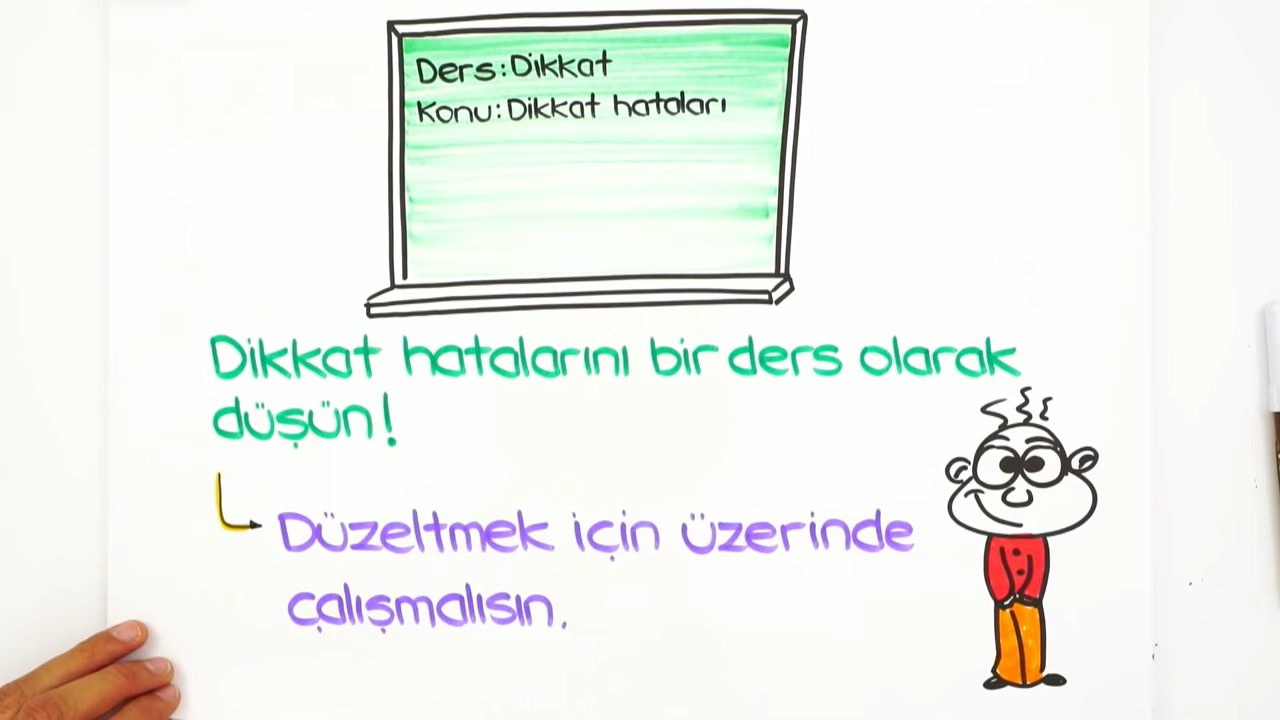 Ders:Dikkat
Konu:Dikkat hataları
Dikkat hatalarını bir ders olarak
düşün!
Düzeltmek için üzerinde
çalışmalısın.